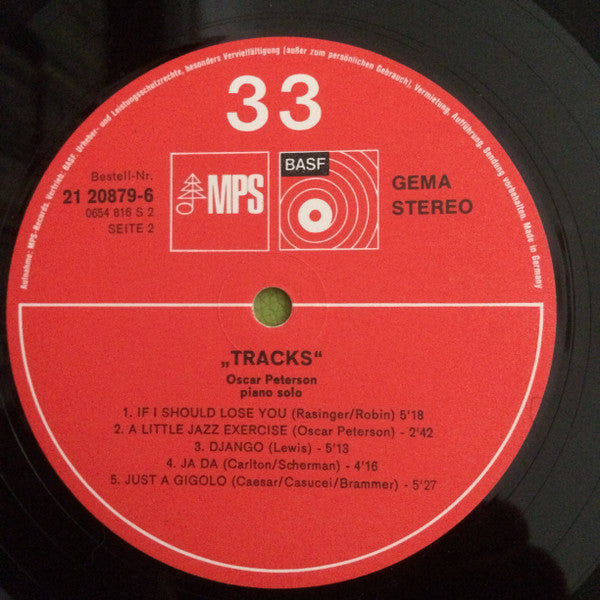 Aufnahme: MPS-Records, Vertrieb: BASF. Urheber- und Leistungsschutzrechte, besonders Vervielfältigung (außer zum persönlichen Gebrauch), Vermietung, Aufführung, Sendung vorbehalten. Made in Germany
33
Bestell-Nr.
21 20879-6
0654 816 S 2
SEITE 2
MPS
BASF
GEMA
STEREO
„TRACKS“
Oscar Peterson
piano solo
1. IF I SHOULD LOSE YOU (Rasinger/Robin) 5'18
2. A LITTLE JAZZ EXERCISE (Oscar Peterson) - 2'42
3. DJANGO (Lewis) - 5'13
4. JA DA (Carlton/Scherman) - 4'16
5. JUST A GIGOLO (Caesar/Casucei/Brammer) - 5'27